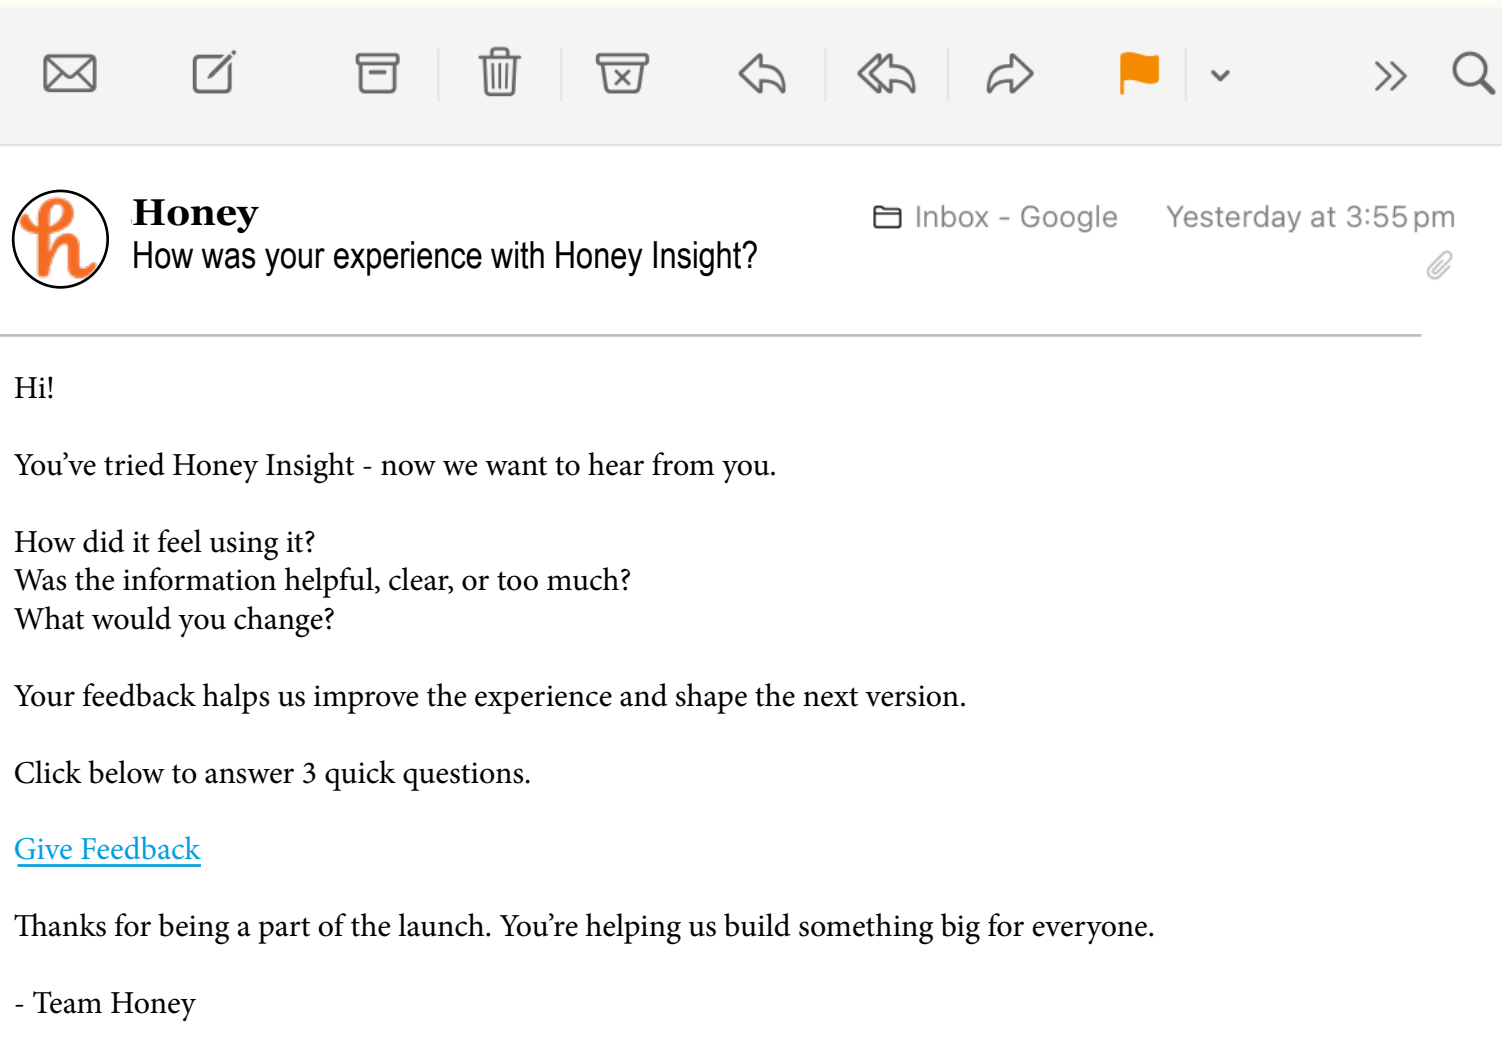 Honey
Inbox - Google
Yesterday at 3:55 pm
How was your experience with Honey Insight?
Hi!
You've tried Honey Insight - now we want to hear from you.
How did it feel using it?
Was the information helpful, clear, or too much?
What would you change?
Your feedback halps us improve the experience and shape the next version.
Click below to answer 3 quick questions.
Give Feedback
Thanks for being a part of the launch. You're helping us build something big for everyone.
- Team Honey